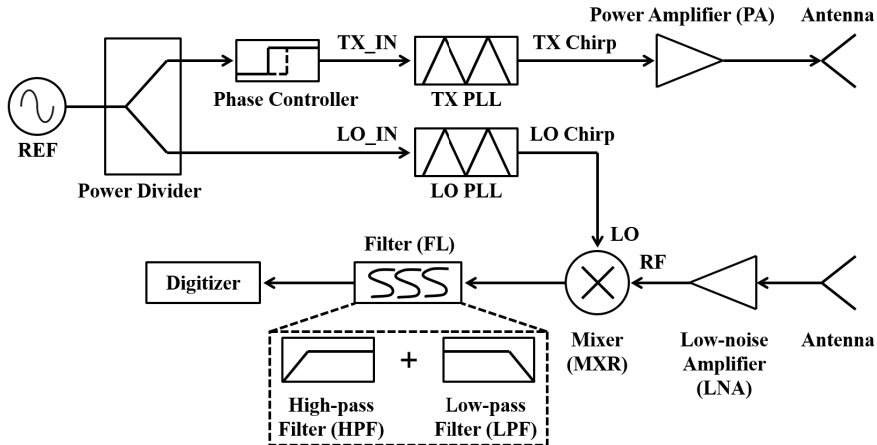 Power Amplifier (PA)
Antenna
TX_IN
TX Chirp
Phase Controller
TX PLL
REF
LO_IN
LO Chirp
Power Divider
LO PLL
Filter (FL)
LO
RF
Digitizer
Mixer
(MXR)
Low-noise
Amplifier
(LNA)
Antenna
+
High-pass
Filter (HPF)
Low-pass
Filter (LPF)